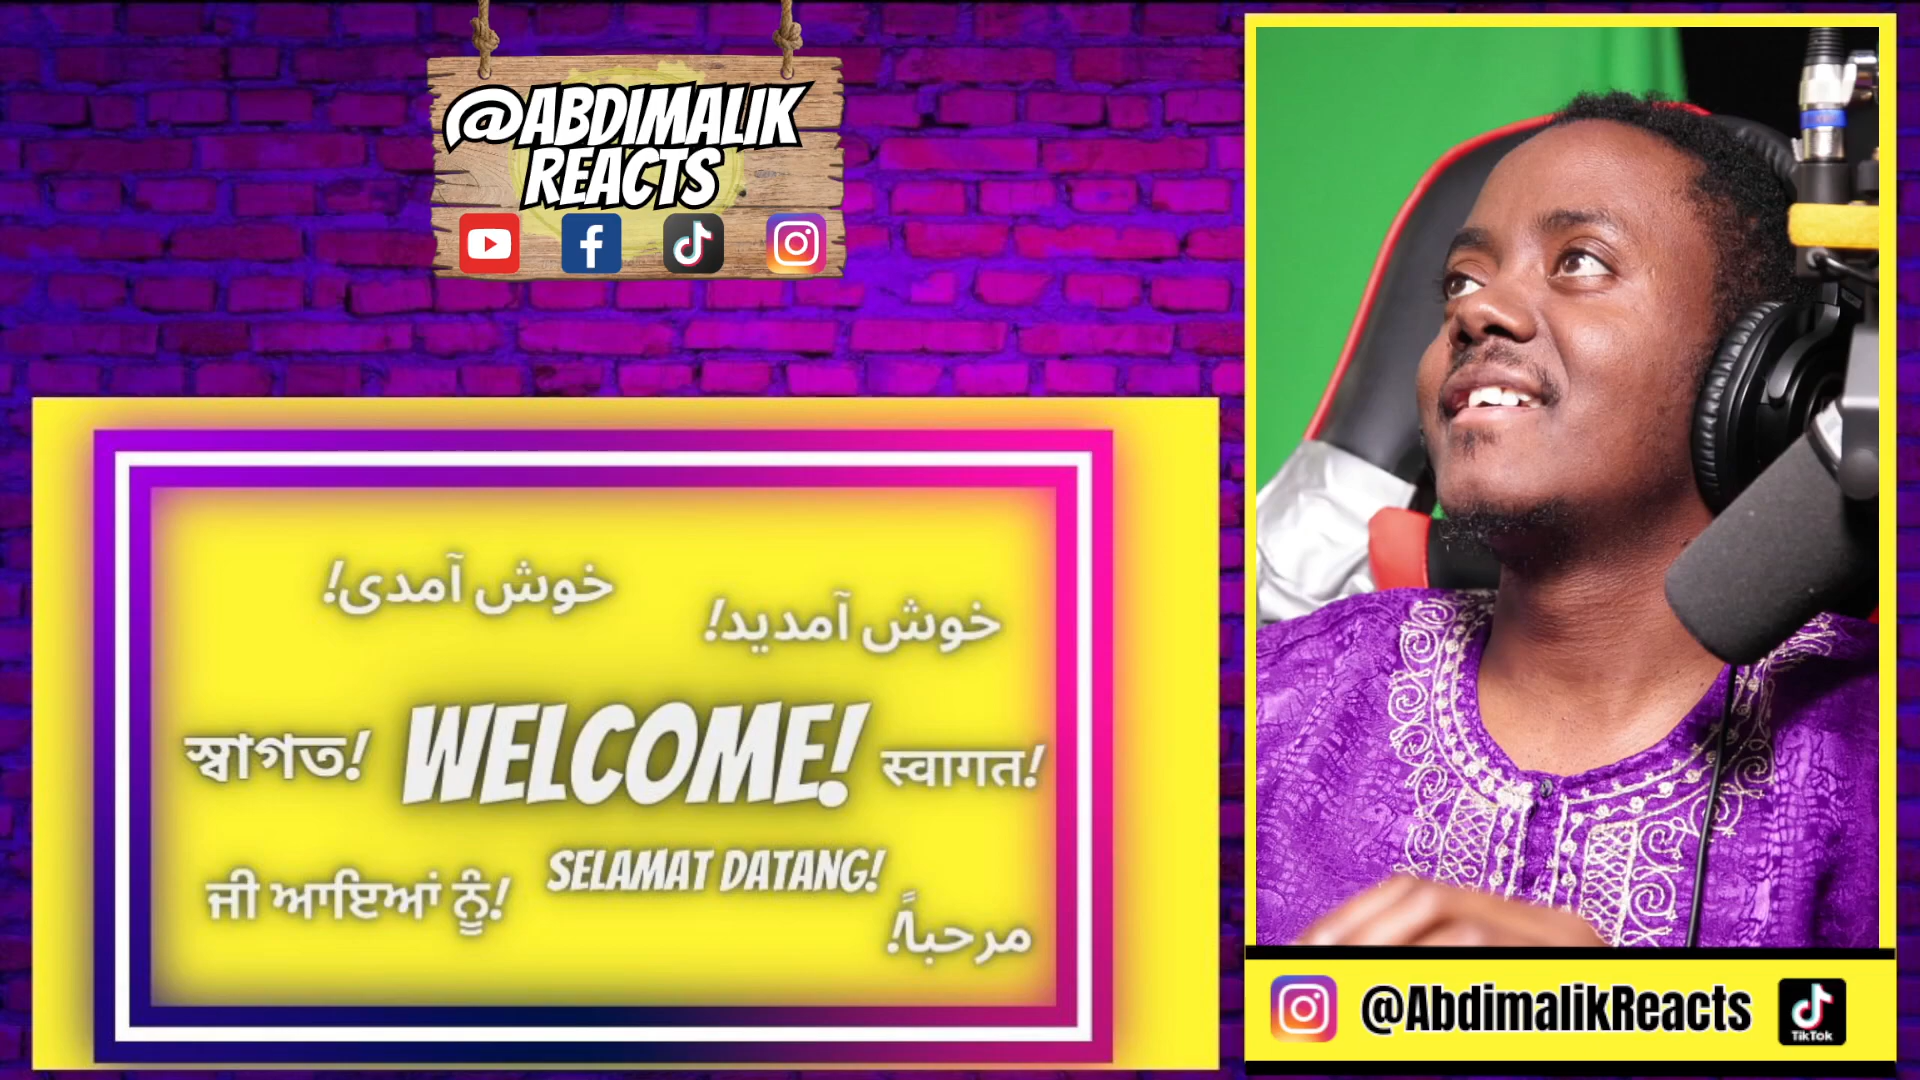 @ABDIMALIK
REACTS
خوش آمدی!
خوش آمدید!
স্বাগত!
WELCOME!
स्वागत!
ਜੀ ਆਇਆਂ ਨੂੰ!
SELAMAT DATANG!
مرحباً!
@AbdimalikReacts
TikTok